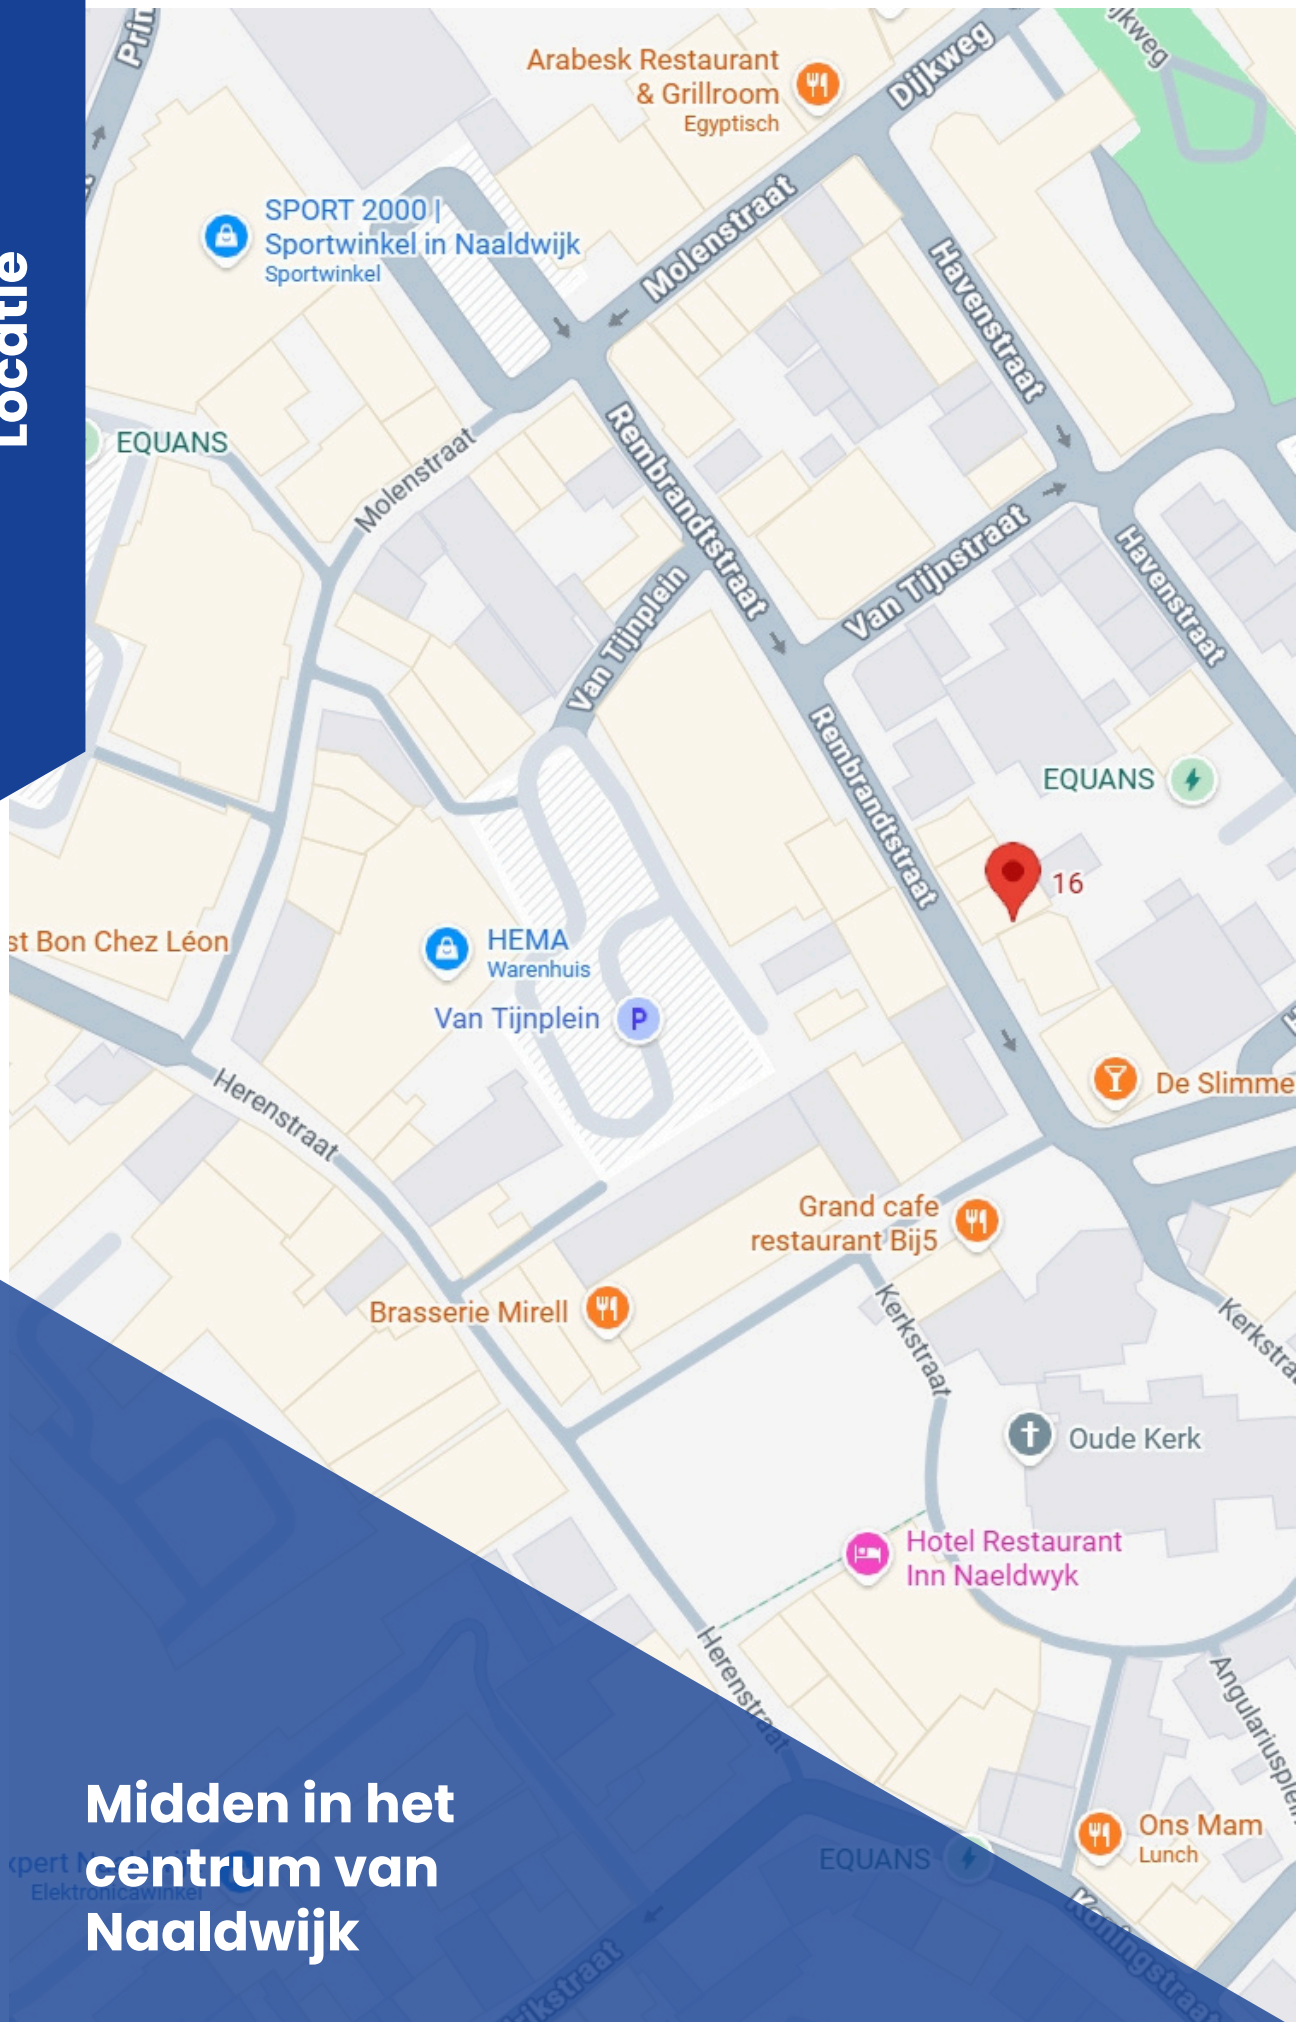 Locatie
Arabesk Restaurant
& Grillroom
Egyptisch
Dijkweg
SPORT 2000 |
Sportwinkel in Naaldwijk
Sportwinkel
Molenstraat
Havenstraat
EQUANS
Molenstraat
Rembrandtstraat
Van Tijnstraat
Havenstraat
Van Tijnplein
Rembrandtstraat
EQUANS
16
st Bon Chez Léon
HEMA
Warenhuis
Van Tijnplein
P
De Slimme
Herenstraat
Grand cafe
restaurant Bij5
Brasserie Mirell
Kerkstraat
Kerkstra
Oude Kerk
Hotel Restaurant
Inn Naeldwyk
Herenstraat
Angulariusplein
Ons Mam
Lunch
EQUANS
Koningstraat
Elektronicawinkel
Midden in het
centrum van
Naaldwijk